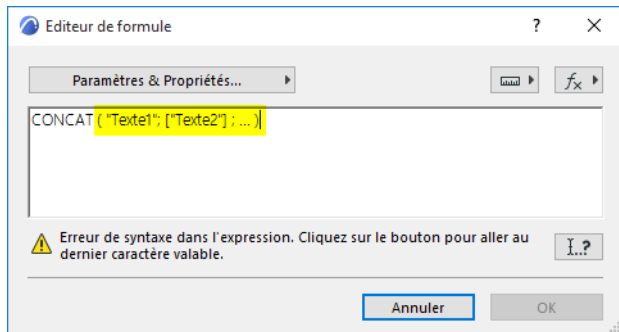 Editeur de formule
?
Paramètres & Propriétés...
fx
CONCAT ( "Texte1"; ["Texte2"] ; ... )
Erreur de syntaxe dans l'expression. Cliquez sur le bouton pour aller au
dernier caractère valable.
I..?
Annuler
OK